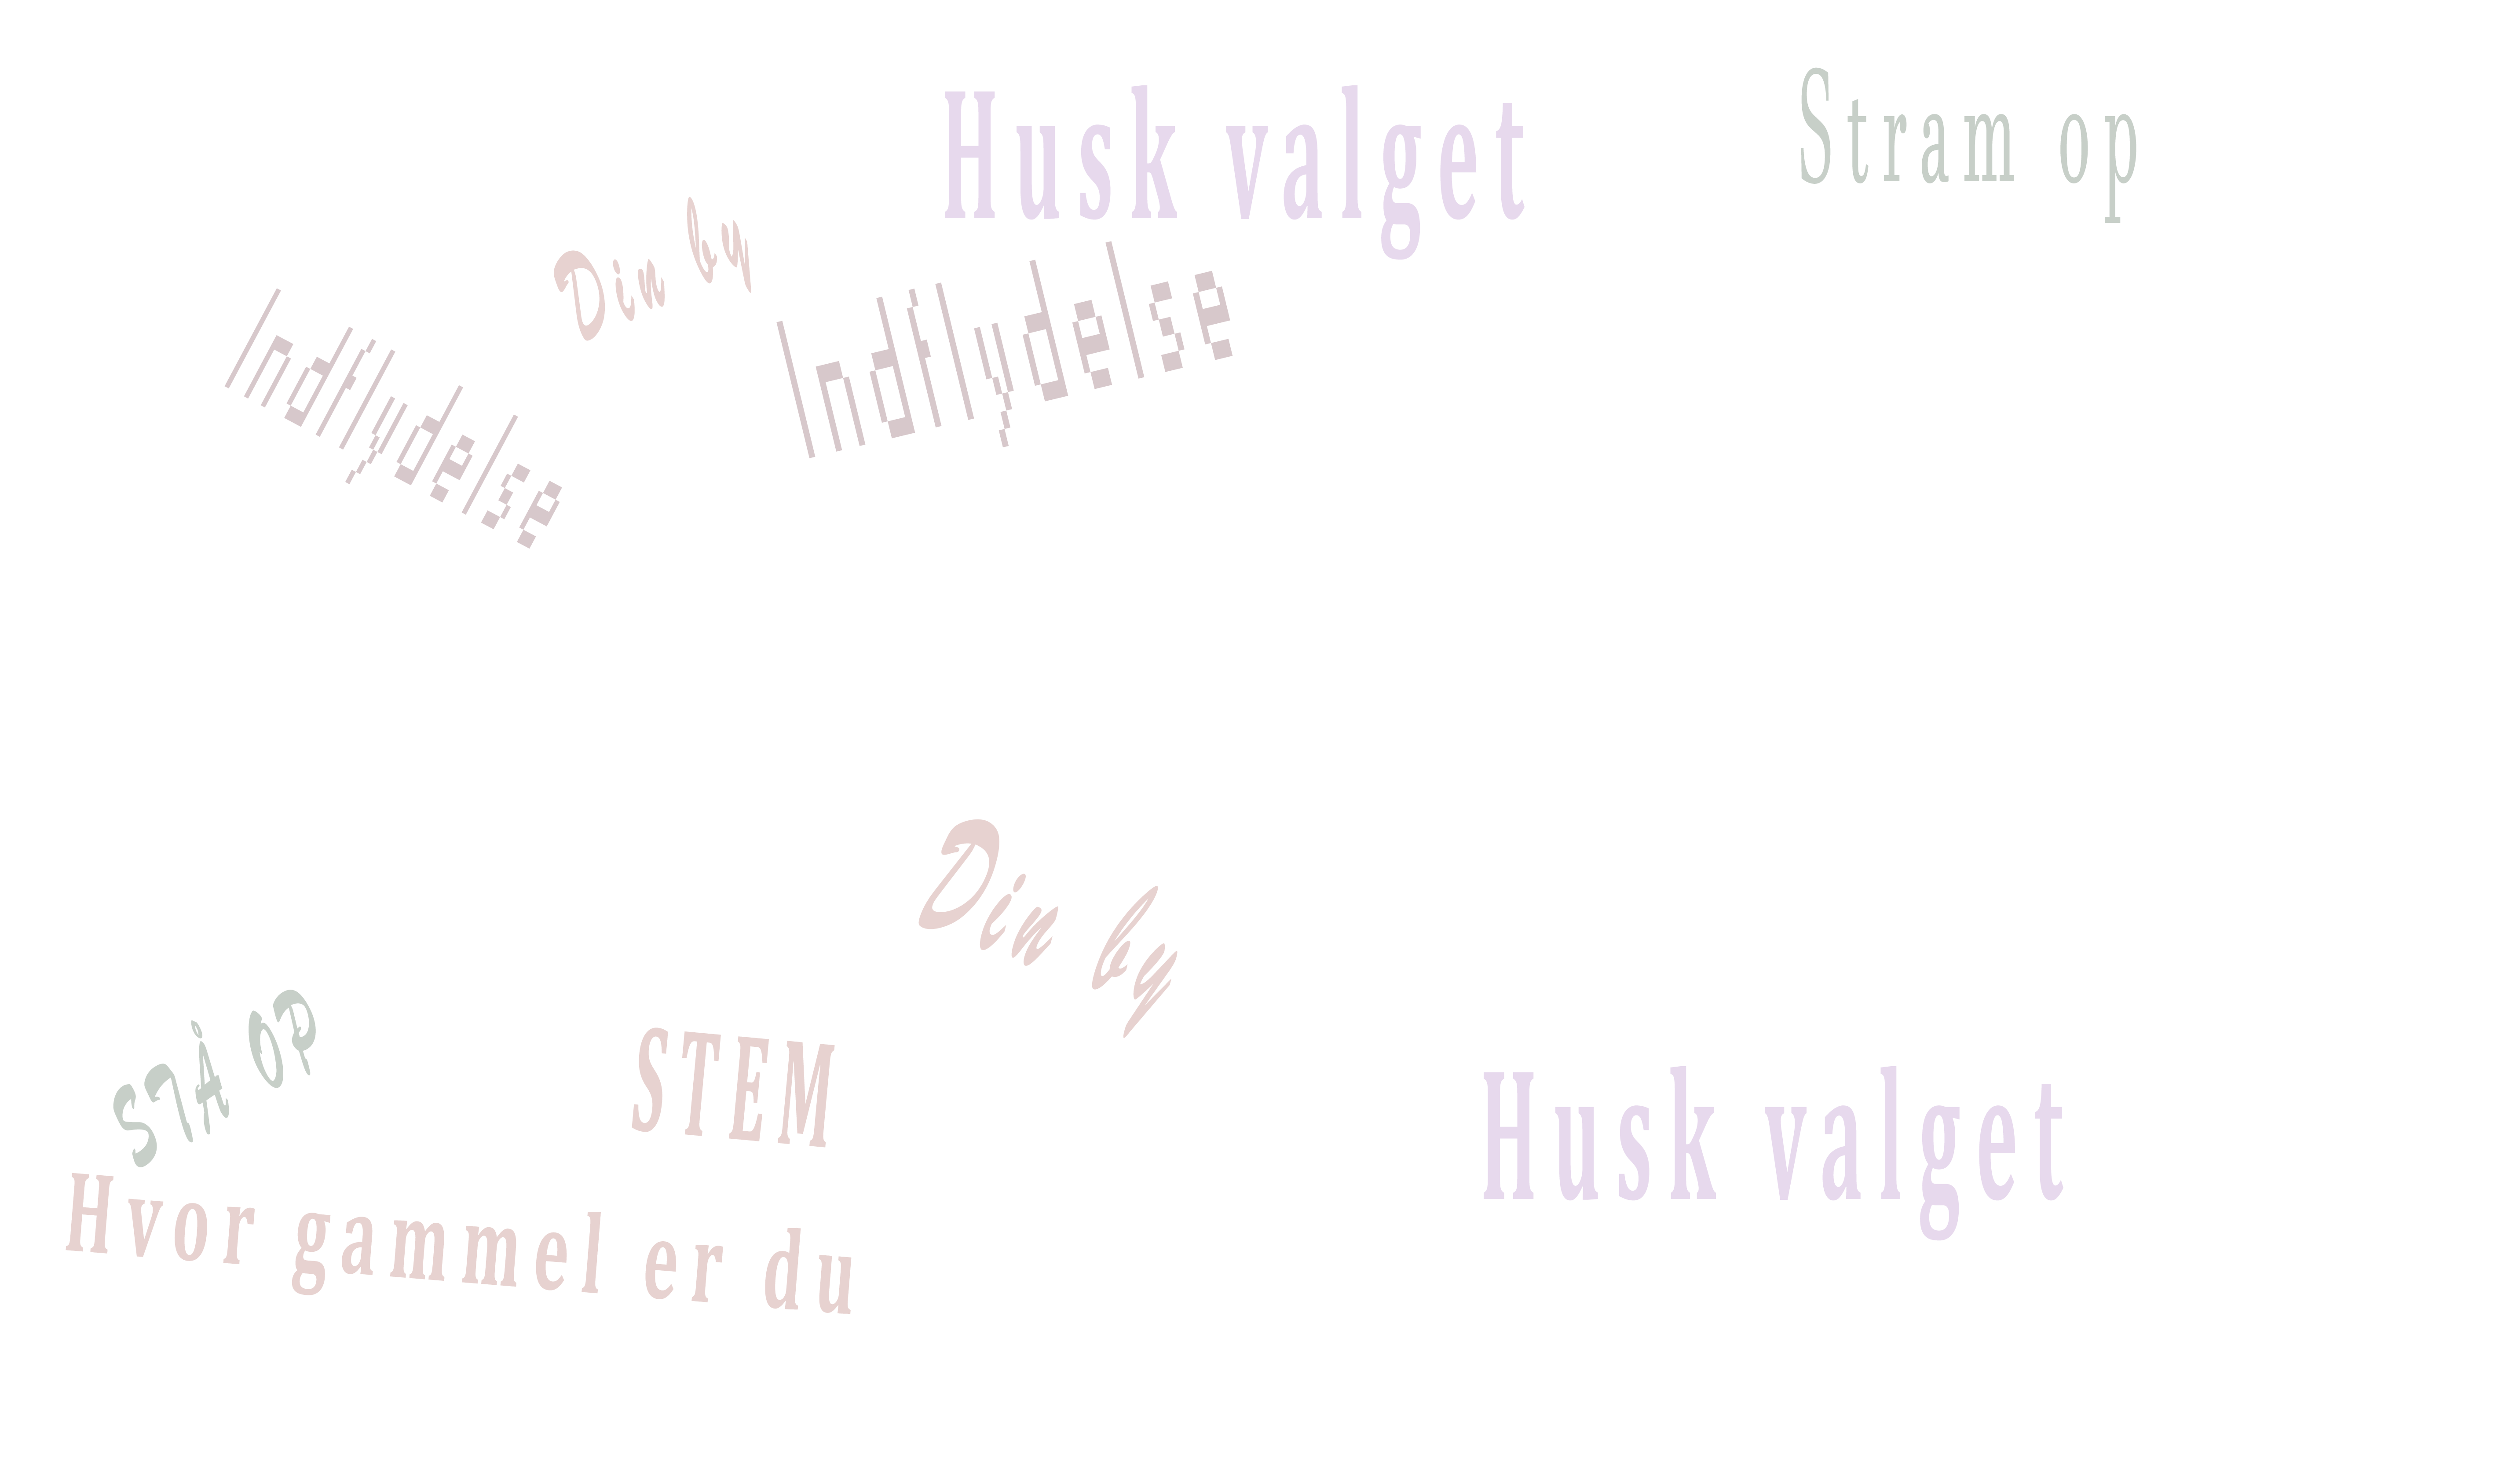 Husk valget
Stram op
Din by
Indflydelse
Indflydelse
Din by
Stå op
STEM
Husk valget
Hvor gammel er du